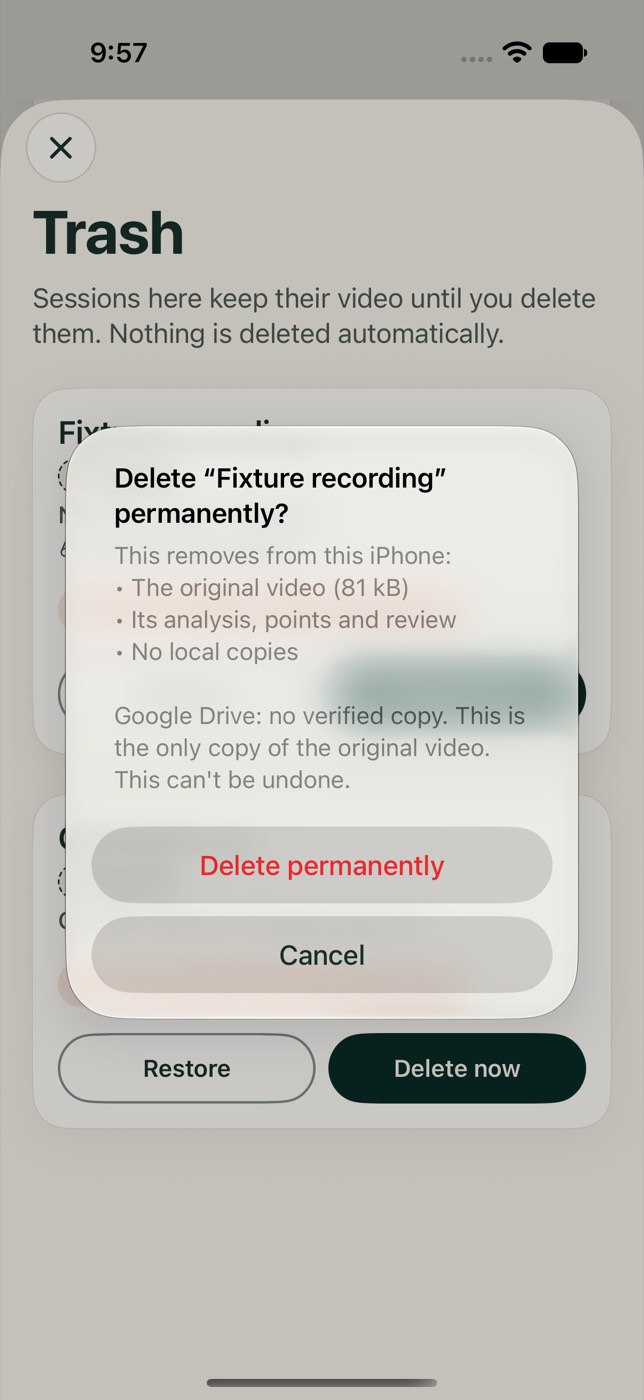 9:57
Trash
Sessions here keep their video until you delete
them. Nothing is deleted automatically.
Delete “Fixture recording”
permanently?
This removes from this iPhone:
• The original video (81 kB)
• Its analysis, points and review
• No local copies
Google Drive: no verified copy. This is
the only copy of the original video.
This can't be undone.
Delete permanently
Cancel
Restore
Delete now